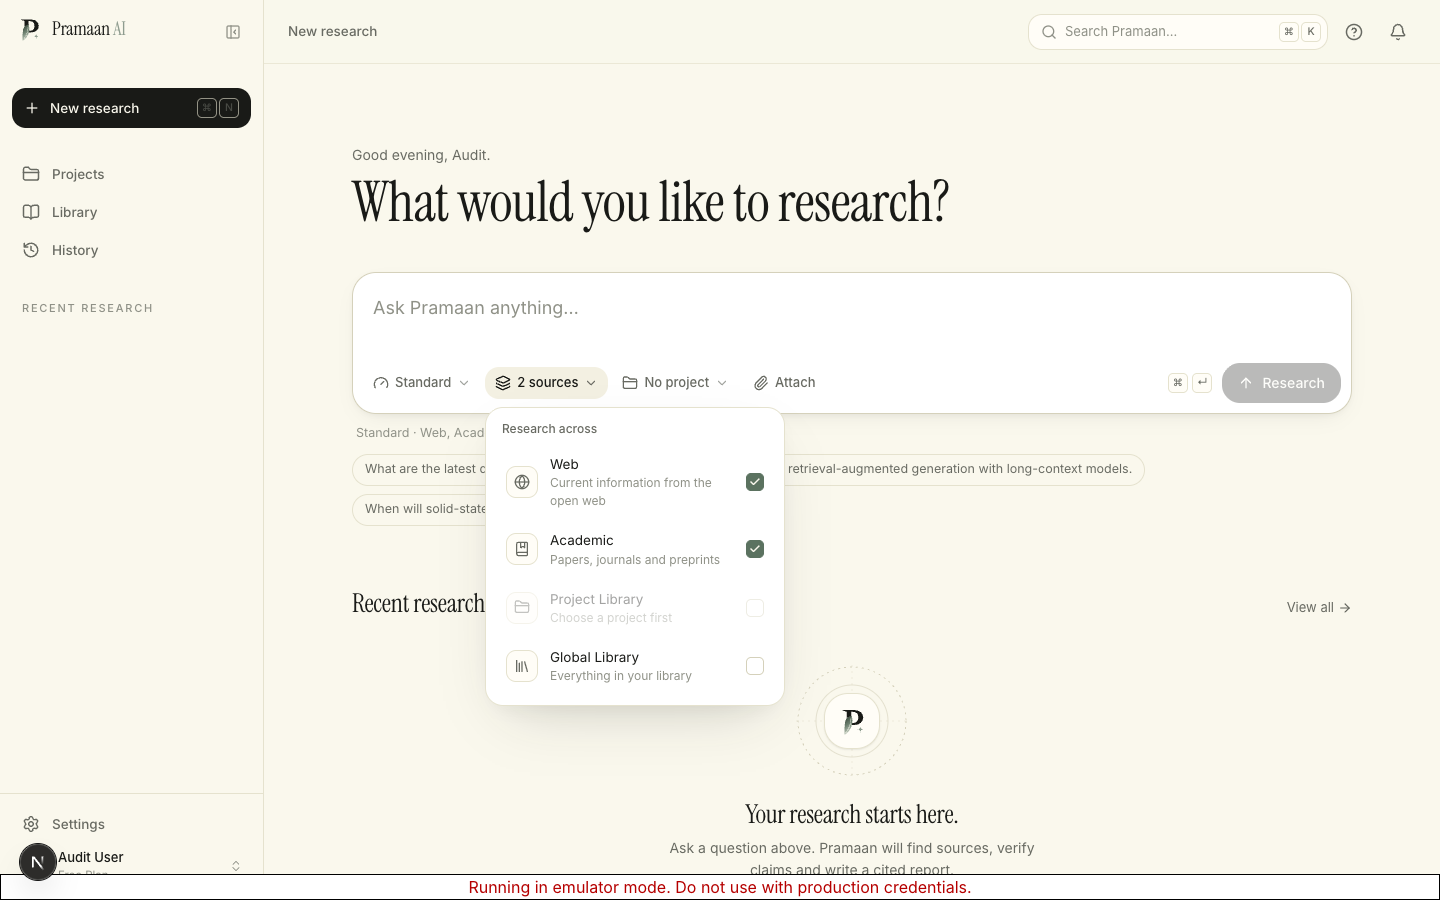 Pramaan AI
New research
⌘ N
Projects
Library
History
RECENT RESEARCH
Settings
N
Audit User
Free Plan
New research
Search Pramaan...
⌘ K
Good evening, Audit.
What would you like to research?
Ask Pramaan anything...
Standard
2 sources
No project
Attach
⌘
Research
Standard · Web, Acad
What are the latest
retrieval-augmented generation with long-context models.
When will solid-state
Research across
Web
Current information from the
open web
Academic
Papers, journals and preprints
Project Library
Choose a project first
Global Library
Everything in your library
Recent research
View all
P
Your research starts here.
Ask a question above. Pramaan will find sources, verify
claims and write a cited report.
Running in emulator mode. Do not use with production credentials.